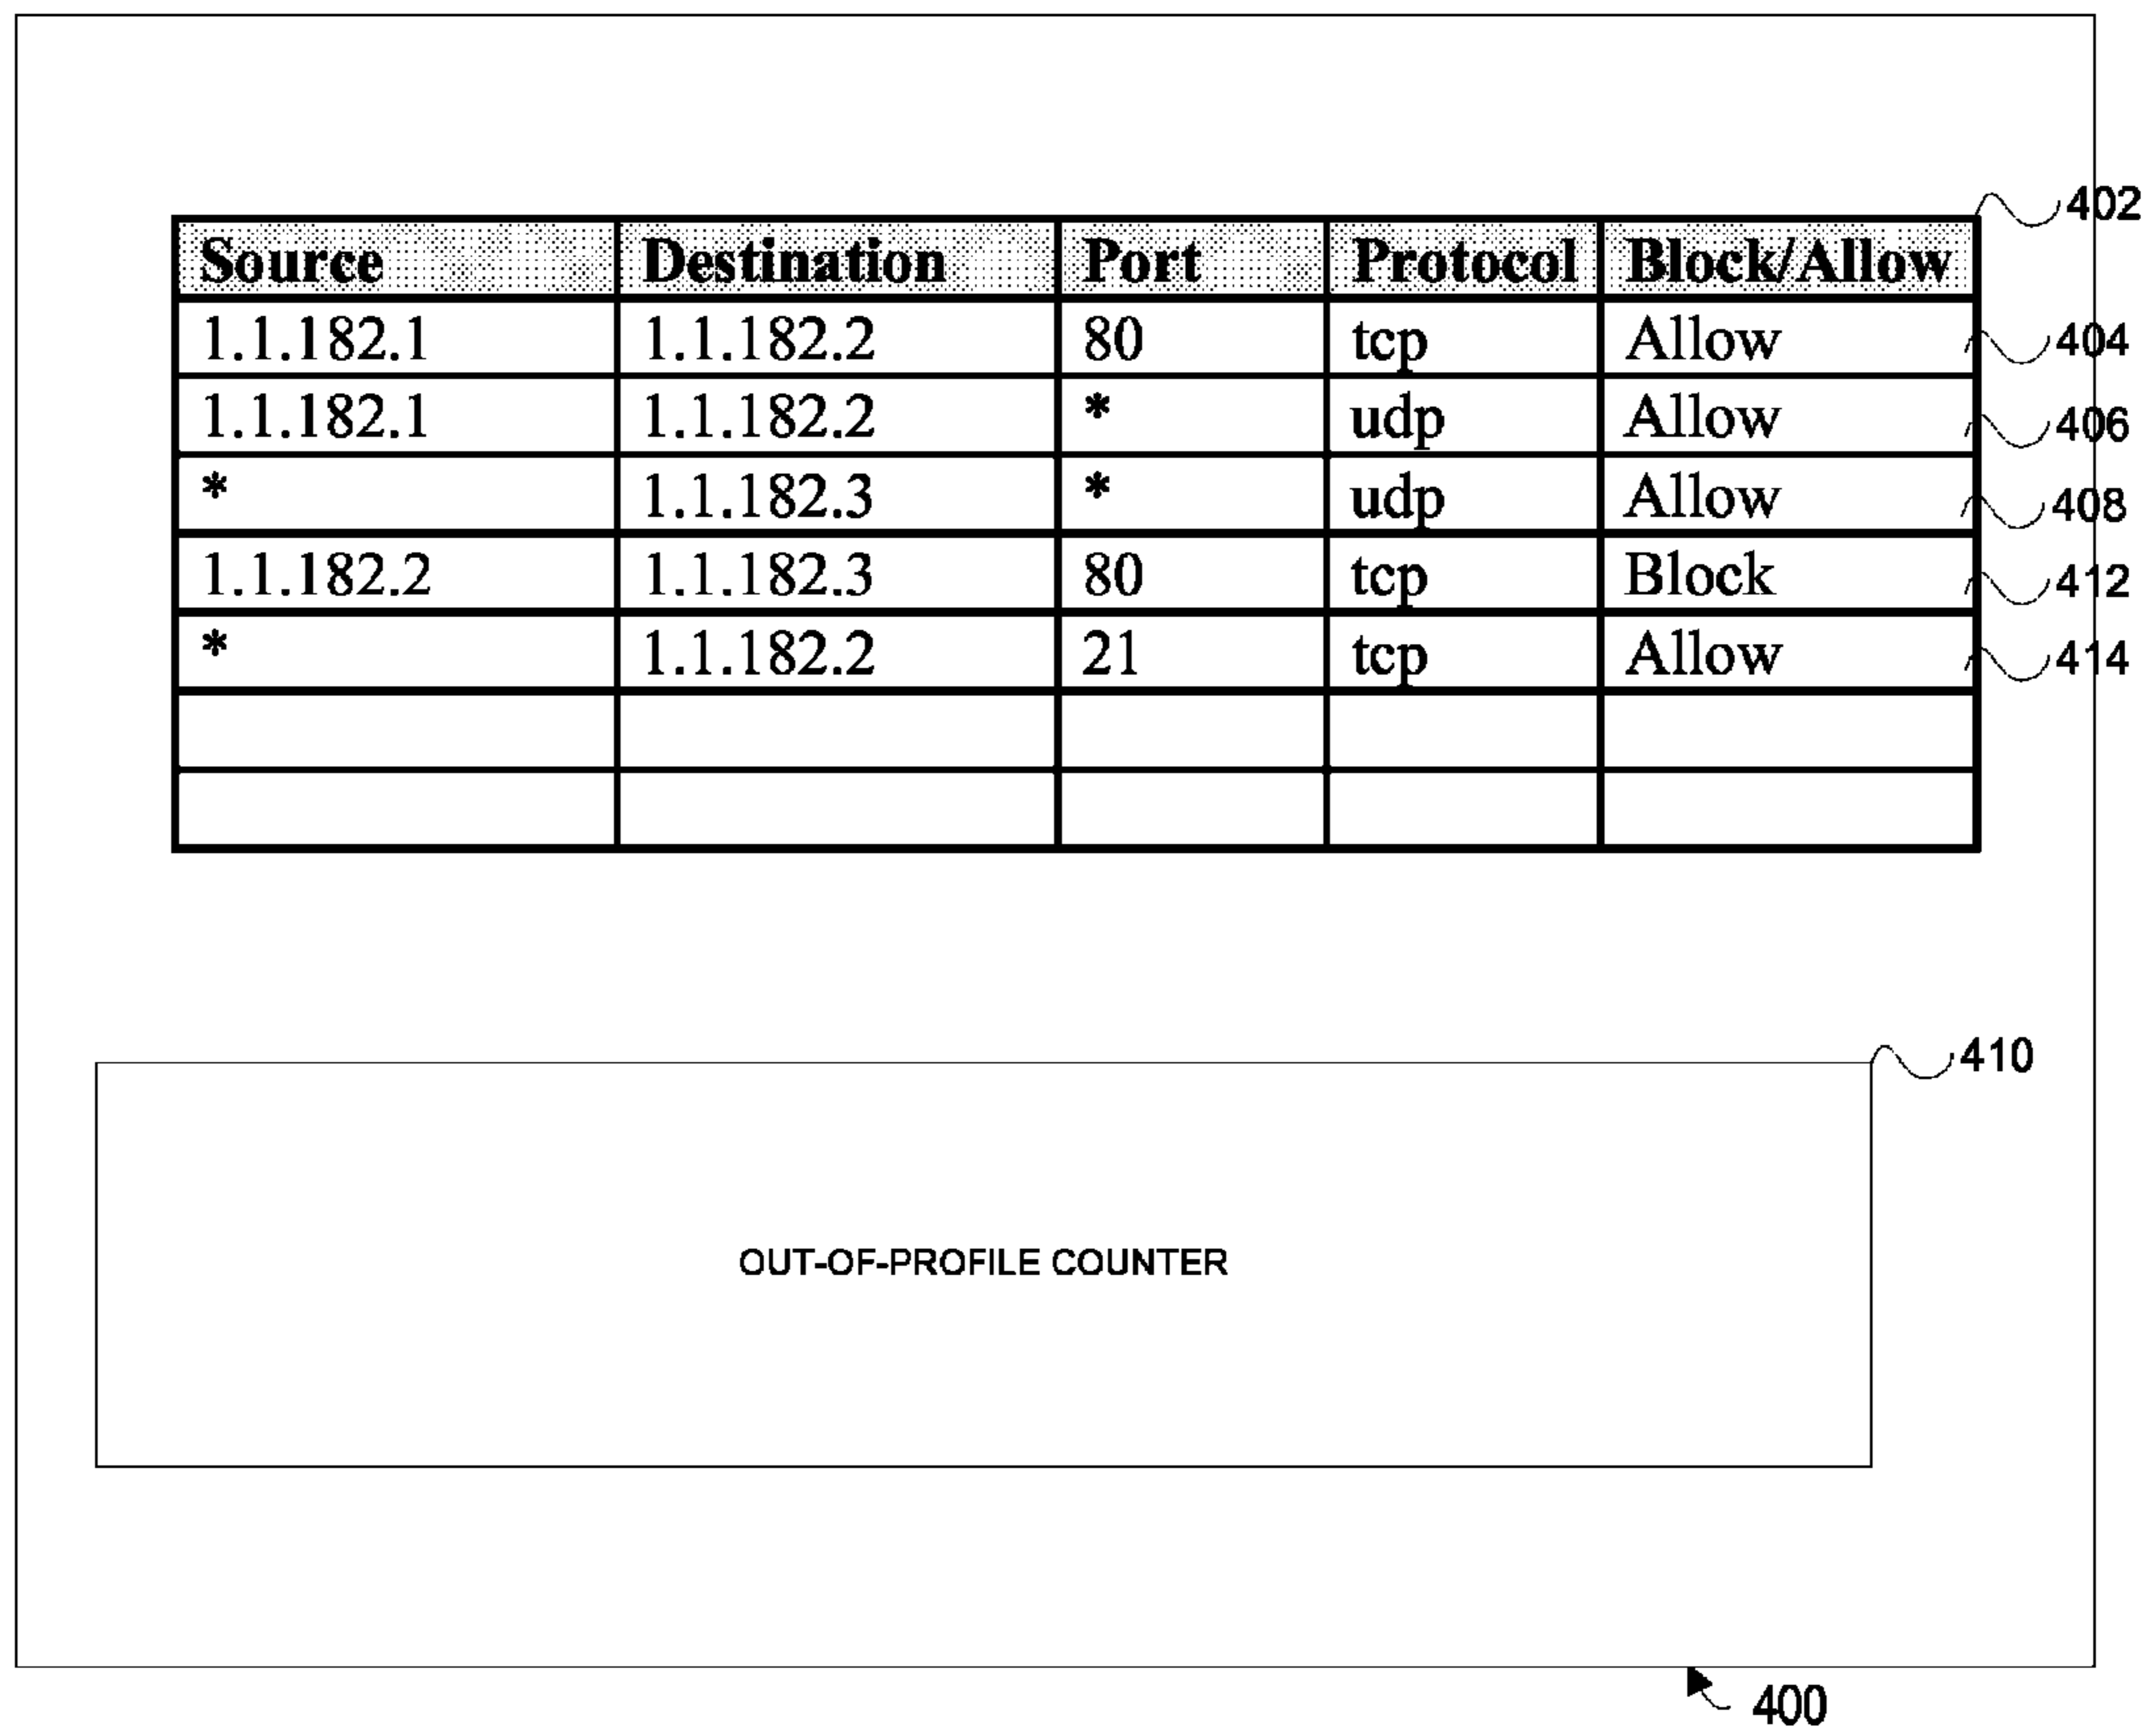 402
Source Destination Port Protocol Block/Allow
1.1.182.1 1.1.182.2 80 tcp Allow 404
1.1.182.1 1.1.182.2 * udp Allow 406
* 1.1.182.3 * udp Allow 408
1.1.182.2 1.1.182.3 80 tcp Block 412
* 1.1.182.2 21 tcp Allow 414
410
OUT-OF-PROFILE COUNTER
400